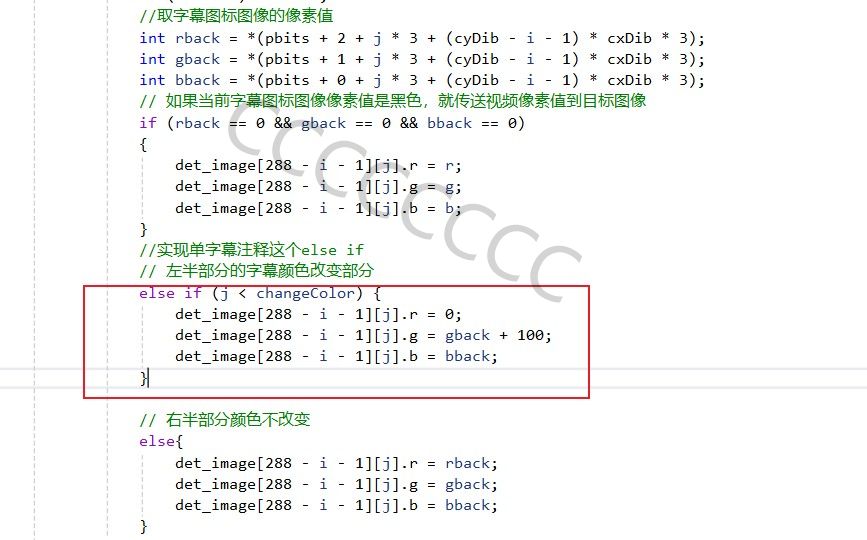 //取字幕图标图像的像素值
int rback = *(pbits + 2 + j * 3 + (cyDib - i - 1) * cxDib * 3);
int gback = *(pbits + 1 + j * 3 + (cyDib - i - 1) * cxDib * 3);
int bback = *(pbits + 0 + j * 3 + (cyDib - i - 1) * cxDib * 3);
// 如果当前字幕图标图像像素值是黑色，就传送视频像素值到目标图像
if (rback == 0 && gback == 0 && bback == 0)
{
det_image[288 - i - 1][j].r = r;
det_image[288 - i - 1][j].g = g;
det_image[288 - i - 1][j].b = b;
}
//实现单字幕注释这个else if
// 左半部分的字幕颜色改变部分
else if (j < changeColor) {
det_image[288 - i - 1][j].r = 0;
det_image[288 - i - 1][j].g = gback + 100;
det_image[288 - i - 1][j].b = bback;
}
// 右半部分颜色不改变
else{
det_image[288 - i - 1][j].r = rback;
det_image[288 - i - 1][j].g = gback;
det_image[288 - i - 1][j].b = bback;
}